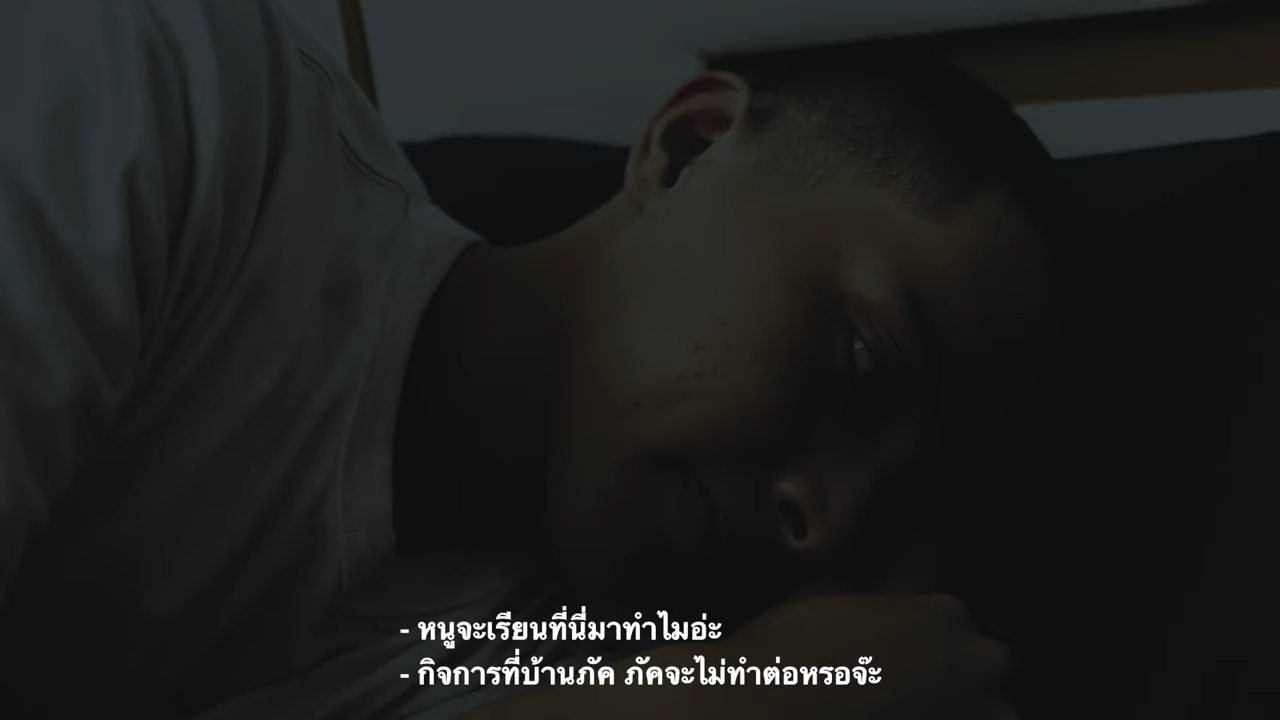 - หนูจะเรียนที่นี่มาทำไมอ่ะ
- กิจการที่บ้านภัค ภัคจะไม่ทำต่อหรอจ๊ะ